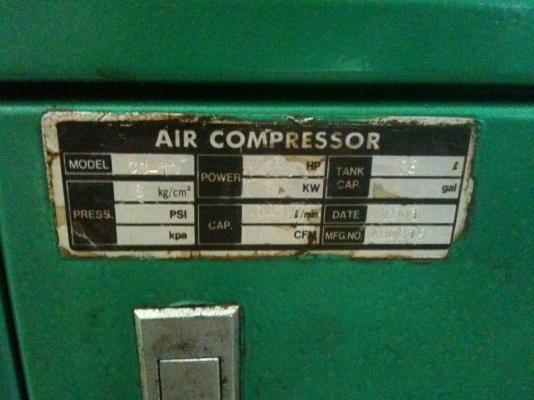 AIR COMPRESSOR
MODEL
POWER HP
KW
TANK CAP. ℓ
gal
PRESS. kg/cm²
PSI
kpa
CAP. ℓ/min
CFM
DATE
MFG.NO.